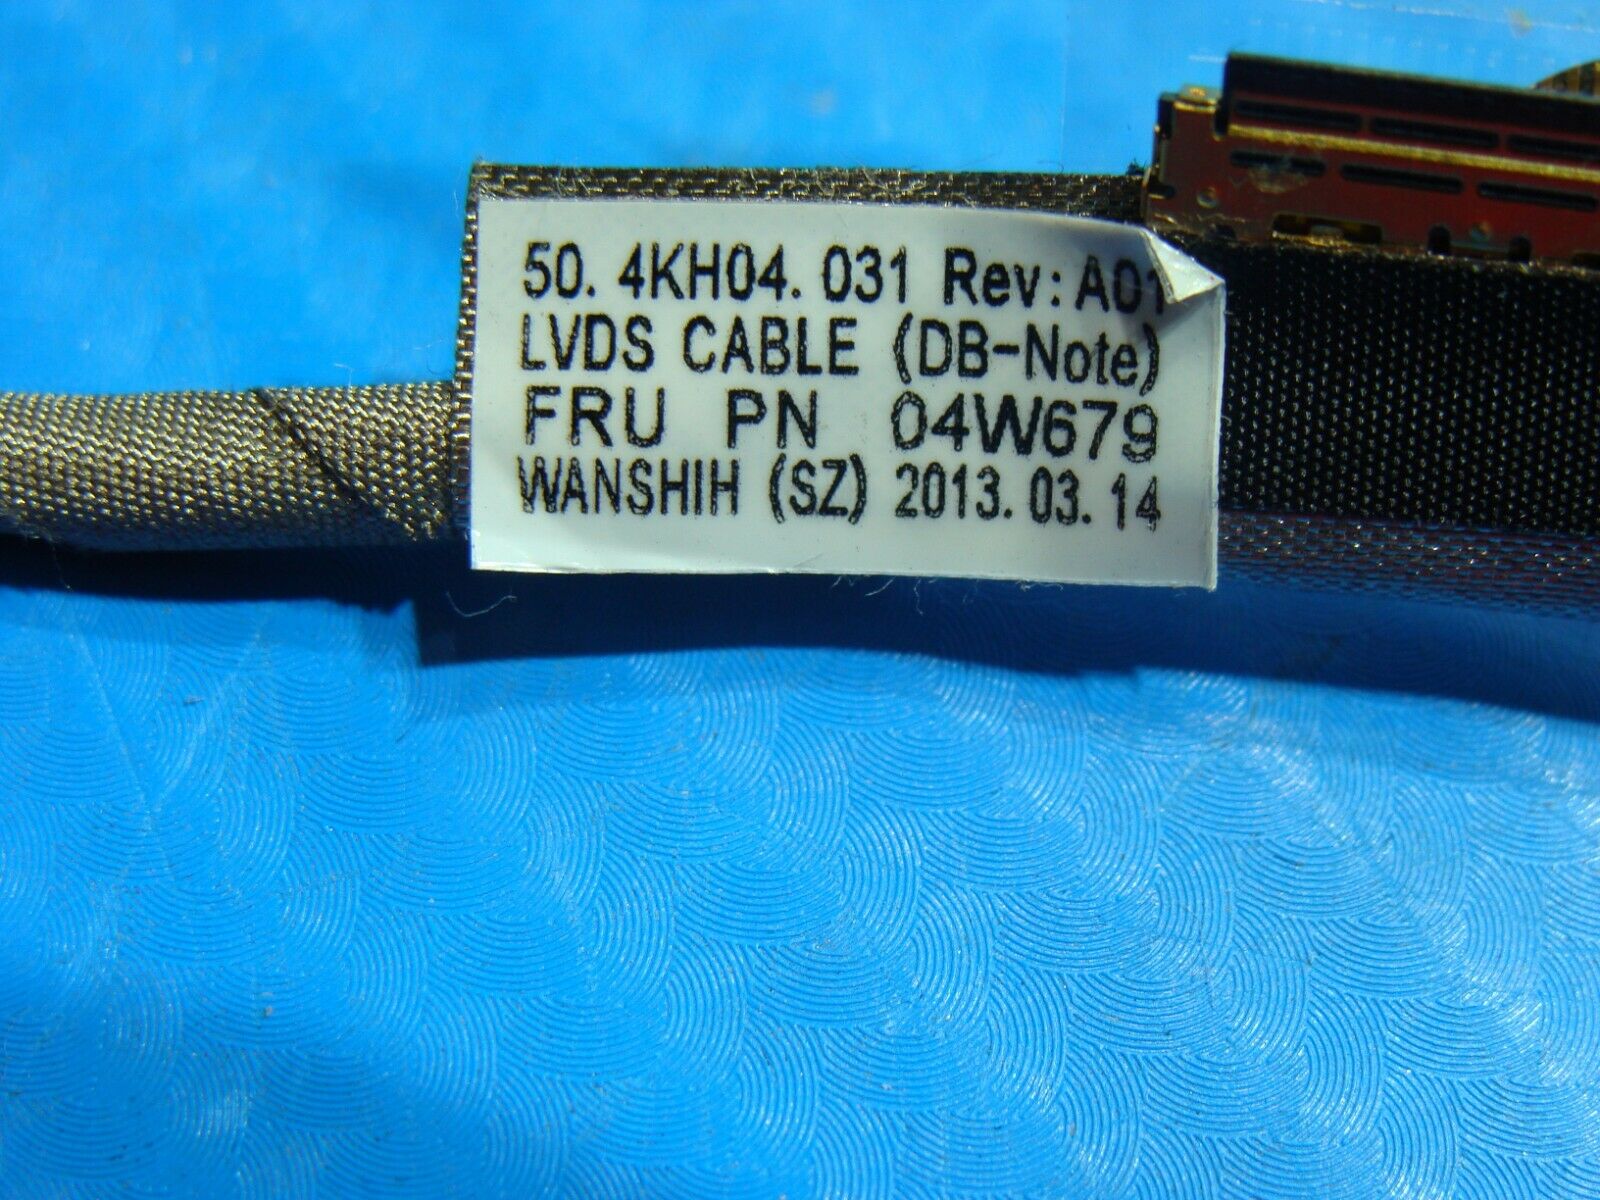 50.4KH04.031 Rev:A01
LVDS CABLE (DB-Note)
FRU PN 04W679
WANSHIH (SZ) 2013.03.14